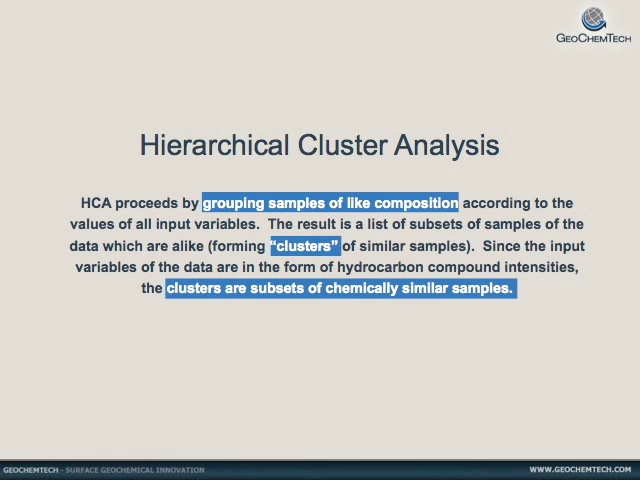 GEOCHEMTECH
Hierarchical Cluster Analysis
HCA proceeds by grouping samples of like composition according to the
values of all input variables.  The result is a list of subsets of samples of the
data which are alike (forming “clusters” of similar samples).  Since the input
variables of the data are in the form of hydrocarbon compound intensities,
the clusters are subsets of chemically similar samples.
GEOCHEMTECH - SURFACE GEOCHEMICAL INNOVATION
WWW.GEOCHEMTECH.COM